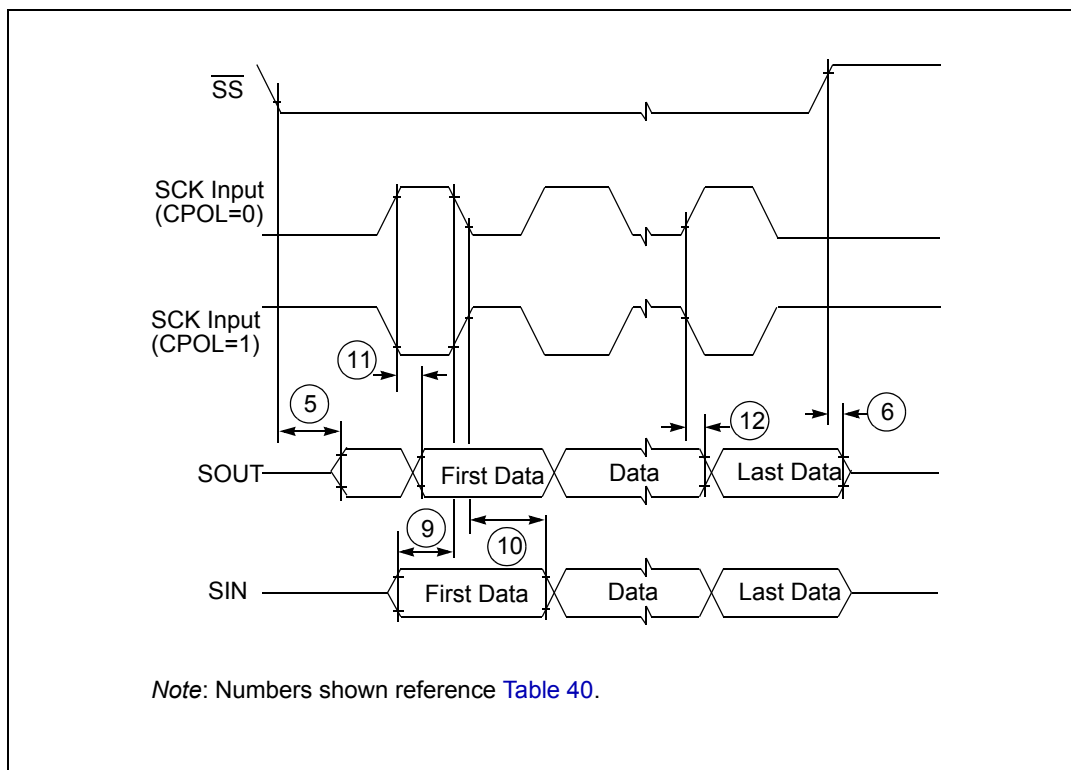 SS
SCK Input
(CPOL=0)
SCK Input
(CPOL=1)
11
5
12
6
SOUT
First Data
Data
Last Data
9
10
SIN
First Data
Data
Last Data
Note: Numbers shown reference Table 40.